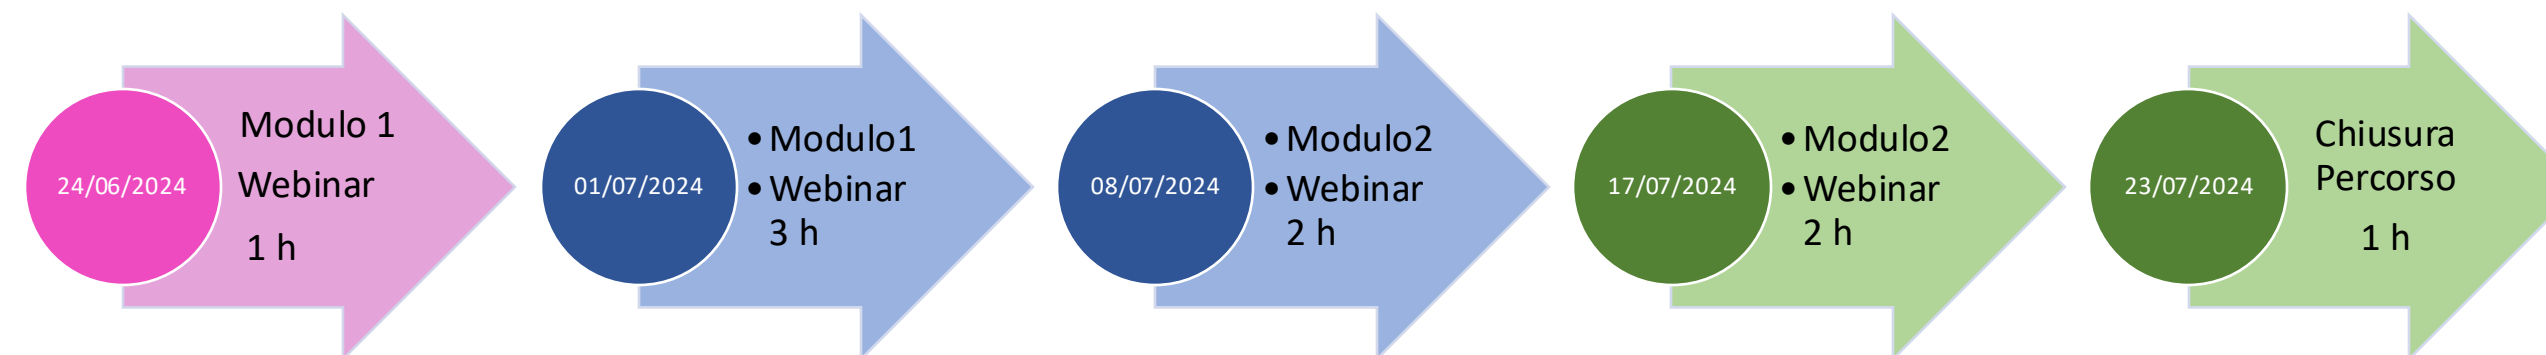 24/06/2024
Modulo 1
Webinar
1 h
01/07/2024
• Modulo1
• Webinar
3 h
08/07/2024
• Modulo2
• Webinar
2 h
17/07/2024
• Modulo2
• Webinar
2 h
23/07/2024
Chiusura
Percorso
1 h